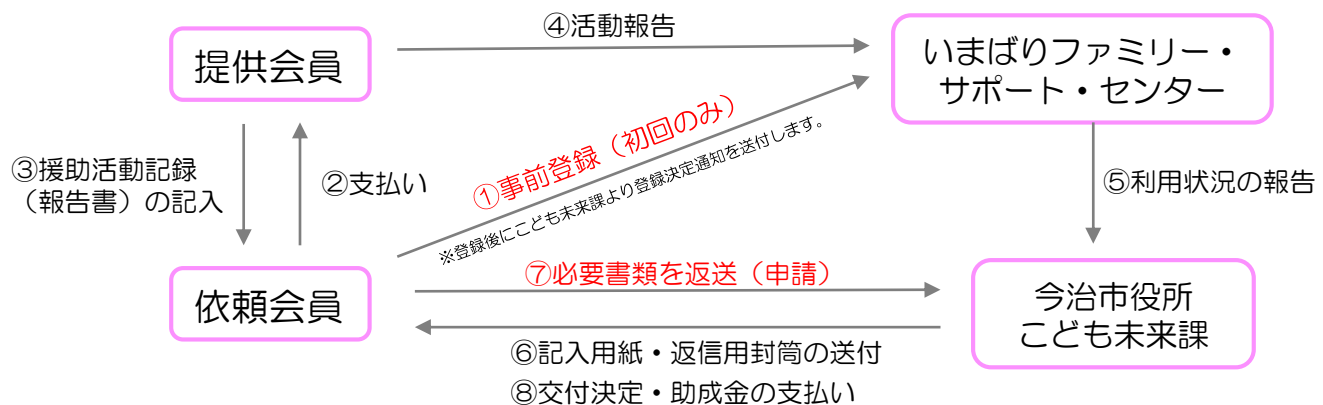 ④活動報告
提供会員
いまばりファミリー・
サポート・センター
③援助活動記録
（報告書）の記入
②支払い
①事前登録（初回のみ）
※登録後にこども未来課より登録決定通知を送付します。
⑤利用状況の報告
依頼会員
⑦必要書類を返送（申請）
今治市役所
こども未来課
⑥記入用紙・返信用封筒の送付
⑧交付決定・助成金の支払い